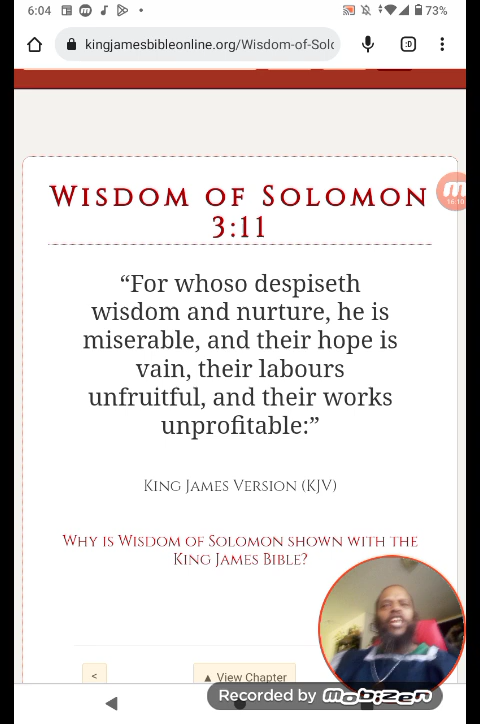 6:04
73%
kingjamesbibleonline.org/Wisdom-of-Solo
:D
Wisdom of Solomon
3:11
16:10
“For whoso despiseth
wisdom and nurture, he is
miserable, and their hope is
vain, their labours
unfruitful, and their works
unprofitable:”
King James Version (KJV)
Why is Wisdom of Solomon shown with the
King James Bible?
<
▲ View Chapter
Recorded by mobizen